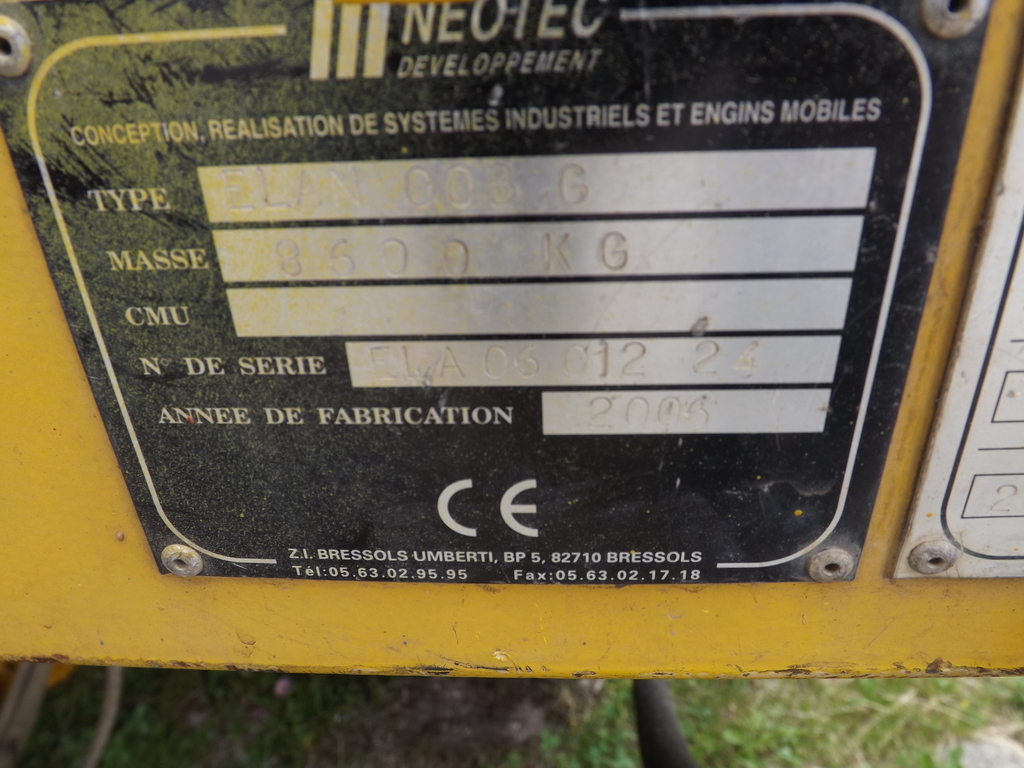 NEOTEC
DEVELOPPEMENT
CONCEPTION, REALISATION DE SYSTEMES INDUSTRIELS ET ENGINS MOBILES
TYPE ELAN 003 G
MASSE 8600 KG
CMU
N° DE SERIE ELA 06 012 24
ANNEE DE FABRICATION 2006
CE
Z.I. BRESSOLS UMBERTI, BP 5, 82710 BRESSOLS
Tél:05.63.02.95.95 Fax:05.63.02.17.18
2